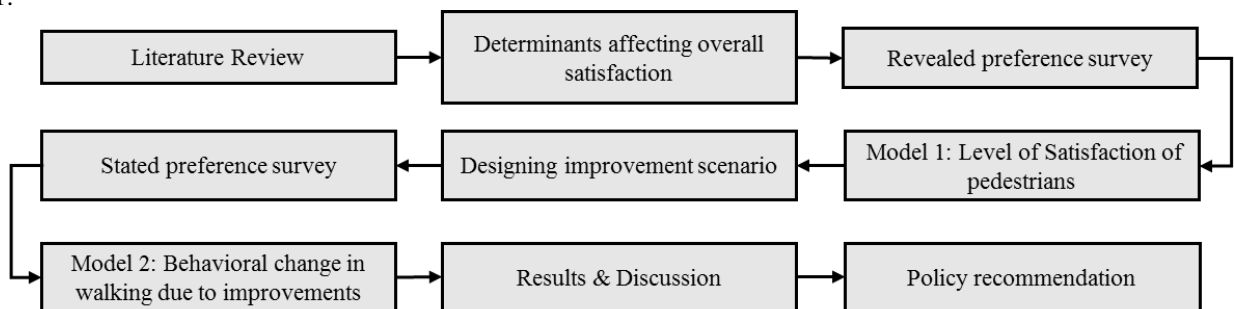 Literature Review
Determinants affecting overall
satisfaction
Revealed preference survey
Model 1: Level of Satisfaction of
pedestrians
Designing improvement scenario
Stated preference survey
Model 2: Behavioral change in
walking due to improvements
Results & Discussion
Policy recommendation